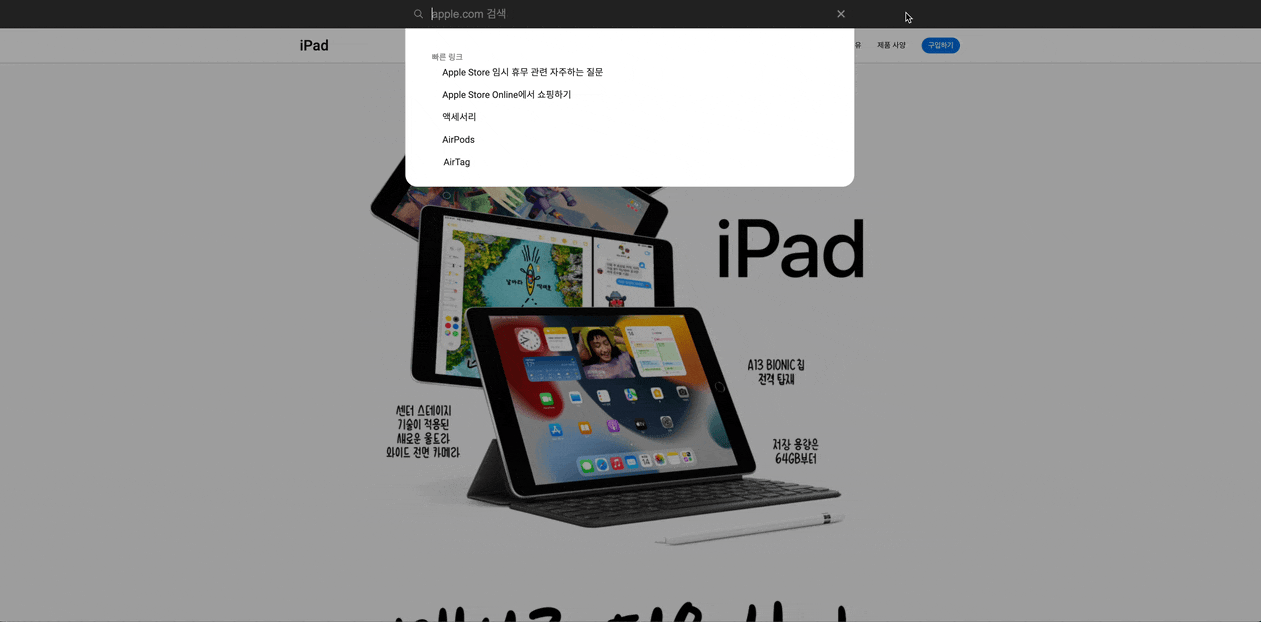 apple.com 검색
iPad
제품 사양
구입하기
빠른 링크
Apple Store 임시 휴무 관련 자주하는 질문
Apple Store Online에서 쇼핑하기
액세서리
AirPods
AirTag
iPad
A13 BIONIC 칩
전격 탑재
센터 스테이지
기술이 적용된
새로운 울트라
와이드 전면 카메라
저장 용량은
64GB부터